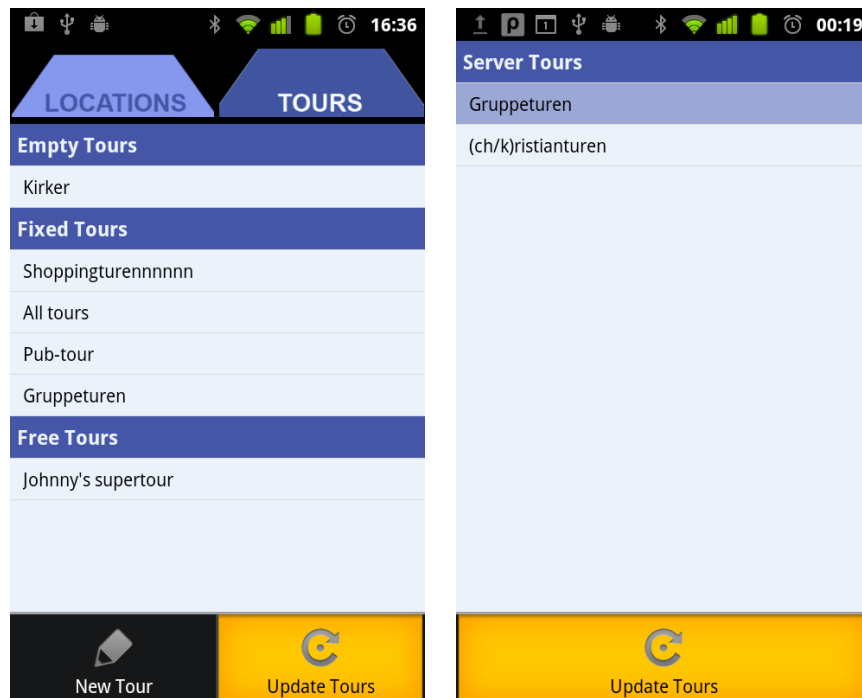 16:36
LOCATIONS TOURS
Empty Tours
Kirker
Fixed Tours
Shoppingturennnnnn
All tours
Pub-tour
Gruppeturen
Free Tours
Johnny's supertour
New Tour Update Tours
1 00:19
Server Tours
Gruppeturen
(ch/k)ristianturen
Update Tours